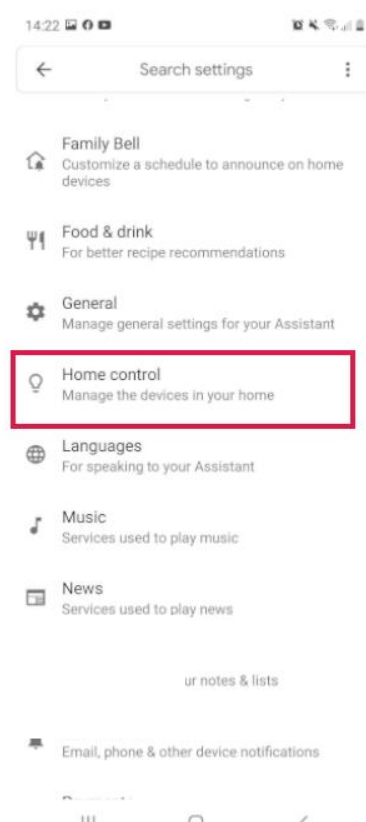 14:22
Search settings
Family Bell
Customize a schedule to announce on home
devices
Food & drink
For better recipe recommendations
General
Manage general settings for your Assistant
Home control
Manage the devices in your home
Languages
For speaking to your Assistant
Music
Services used to play music
News
Services used to play news
ur notes & lists
Email, phone & other device notifications